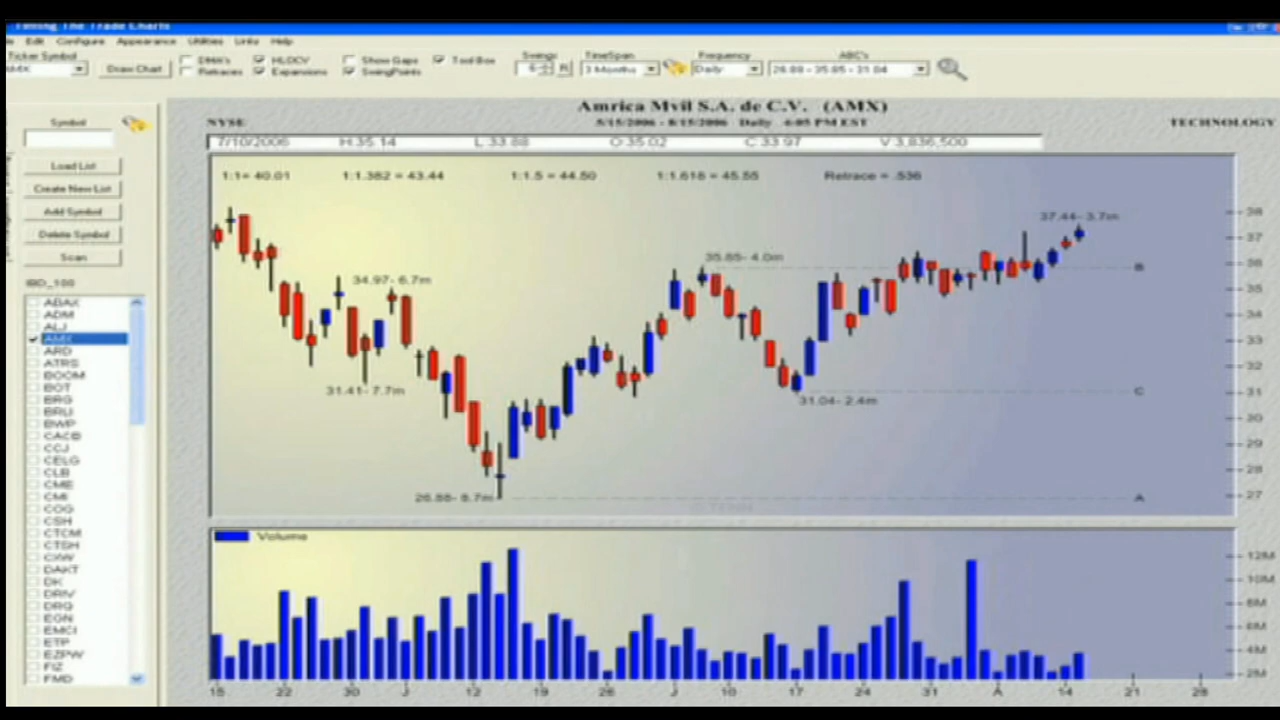 Timing The Trade Charts
Edit Configure Appearance Utilities Links Help
Ticker Symbol
AMX
Draw Chart
DMA's HLOCV Show Gaps Tool Box
Retraces Expansions SwingPoints
Swings
6 R
TimeSpan
3 Months
Frequency
Daily
ABC's
26.88 - 35.85 - 31.04
Symbol
Load List
Create New List
Add Symbol
Delete Symbol
Scan
IBD_100
ABAX
ADM
ALJ
AMX
ARD
ATRS
BOOM
BOT
BRG
BRLI
BWP
CACB
CCJ
CELG
CLB
CME
CMI
COG
CSH
CTCM
CTSH
CXW
DAKT
DK
DRIV
DRQ
EGN
EMCI
ETP
EZPW
FIZ
FMD
Amrica Mvil S.A. de C.V. (AMX)
NYSE 5/15/2006 - 8/15/2006 Daily 6:05 PM EST TECHNOLOGY
7/10/2006 H:35.14 L:33.88 O:35.02 C:33.97 V:3,836,500
1:1= 40.01 1:1.382 = 43.44 1:1.5 = 44.50 1:1.618 = 45.55 Retrace = .536
37.44- 3.7m
35.85- 4.0m
34.97- 6.7m
31.41- 7.7m
31.04- 2.4m
26.88- 8.7m
B
C
A
38
37
36
35
34
33
32
31
30
29
28
27
Volume
12M
10M
8M
6M
4M
2M
15 22 30 J 12 19 26 J 10 17 24 31 A 14 21 28